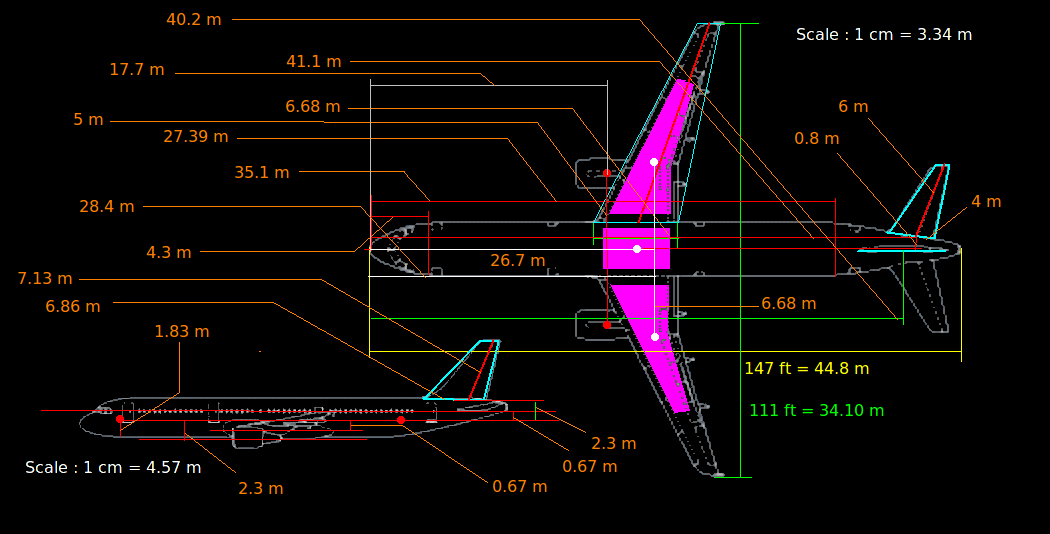 40.2 m
Scale : 1 cm = 3.34 m
41.1 m
17.7 m
6.68 m
6 m
5 m
27.39 m
0.8 m
35.1 m
28.4 m
4 m
4.3 m
26.7 m
7.13 m
6.86 m
6.68 m
1.83 m
147 ft = 44.8 m
111 ft = 34.10 m
2.3 m
Scale : 1 cm = 4.57 m
0.67 m
2.3 m
0.67 m